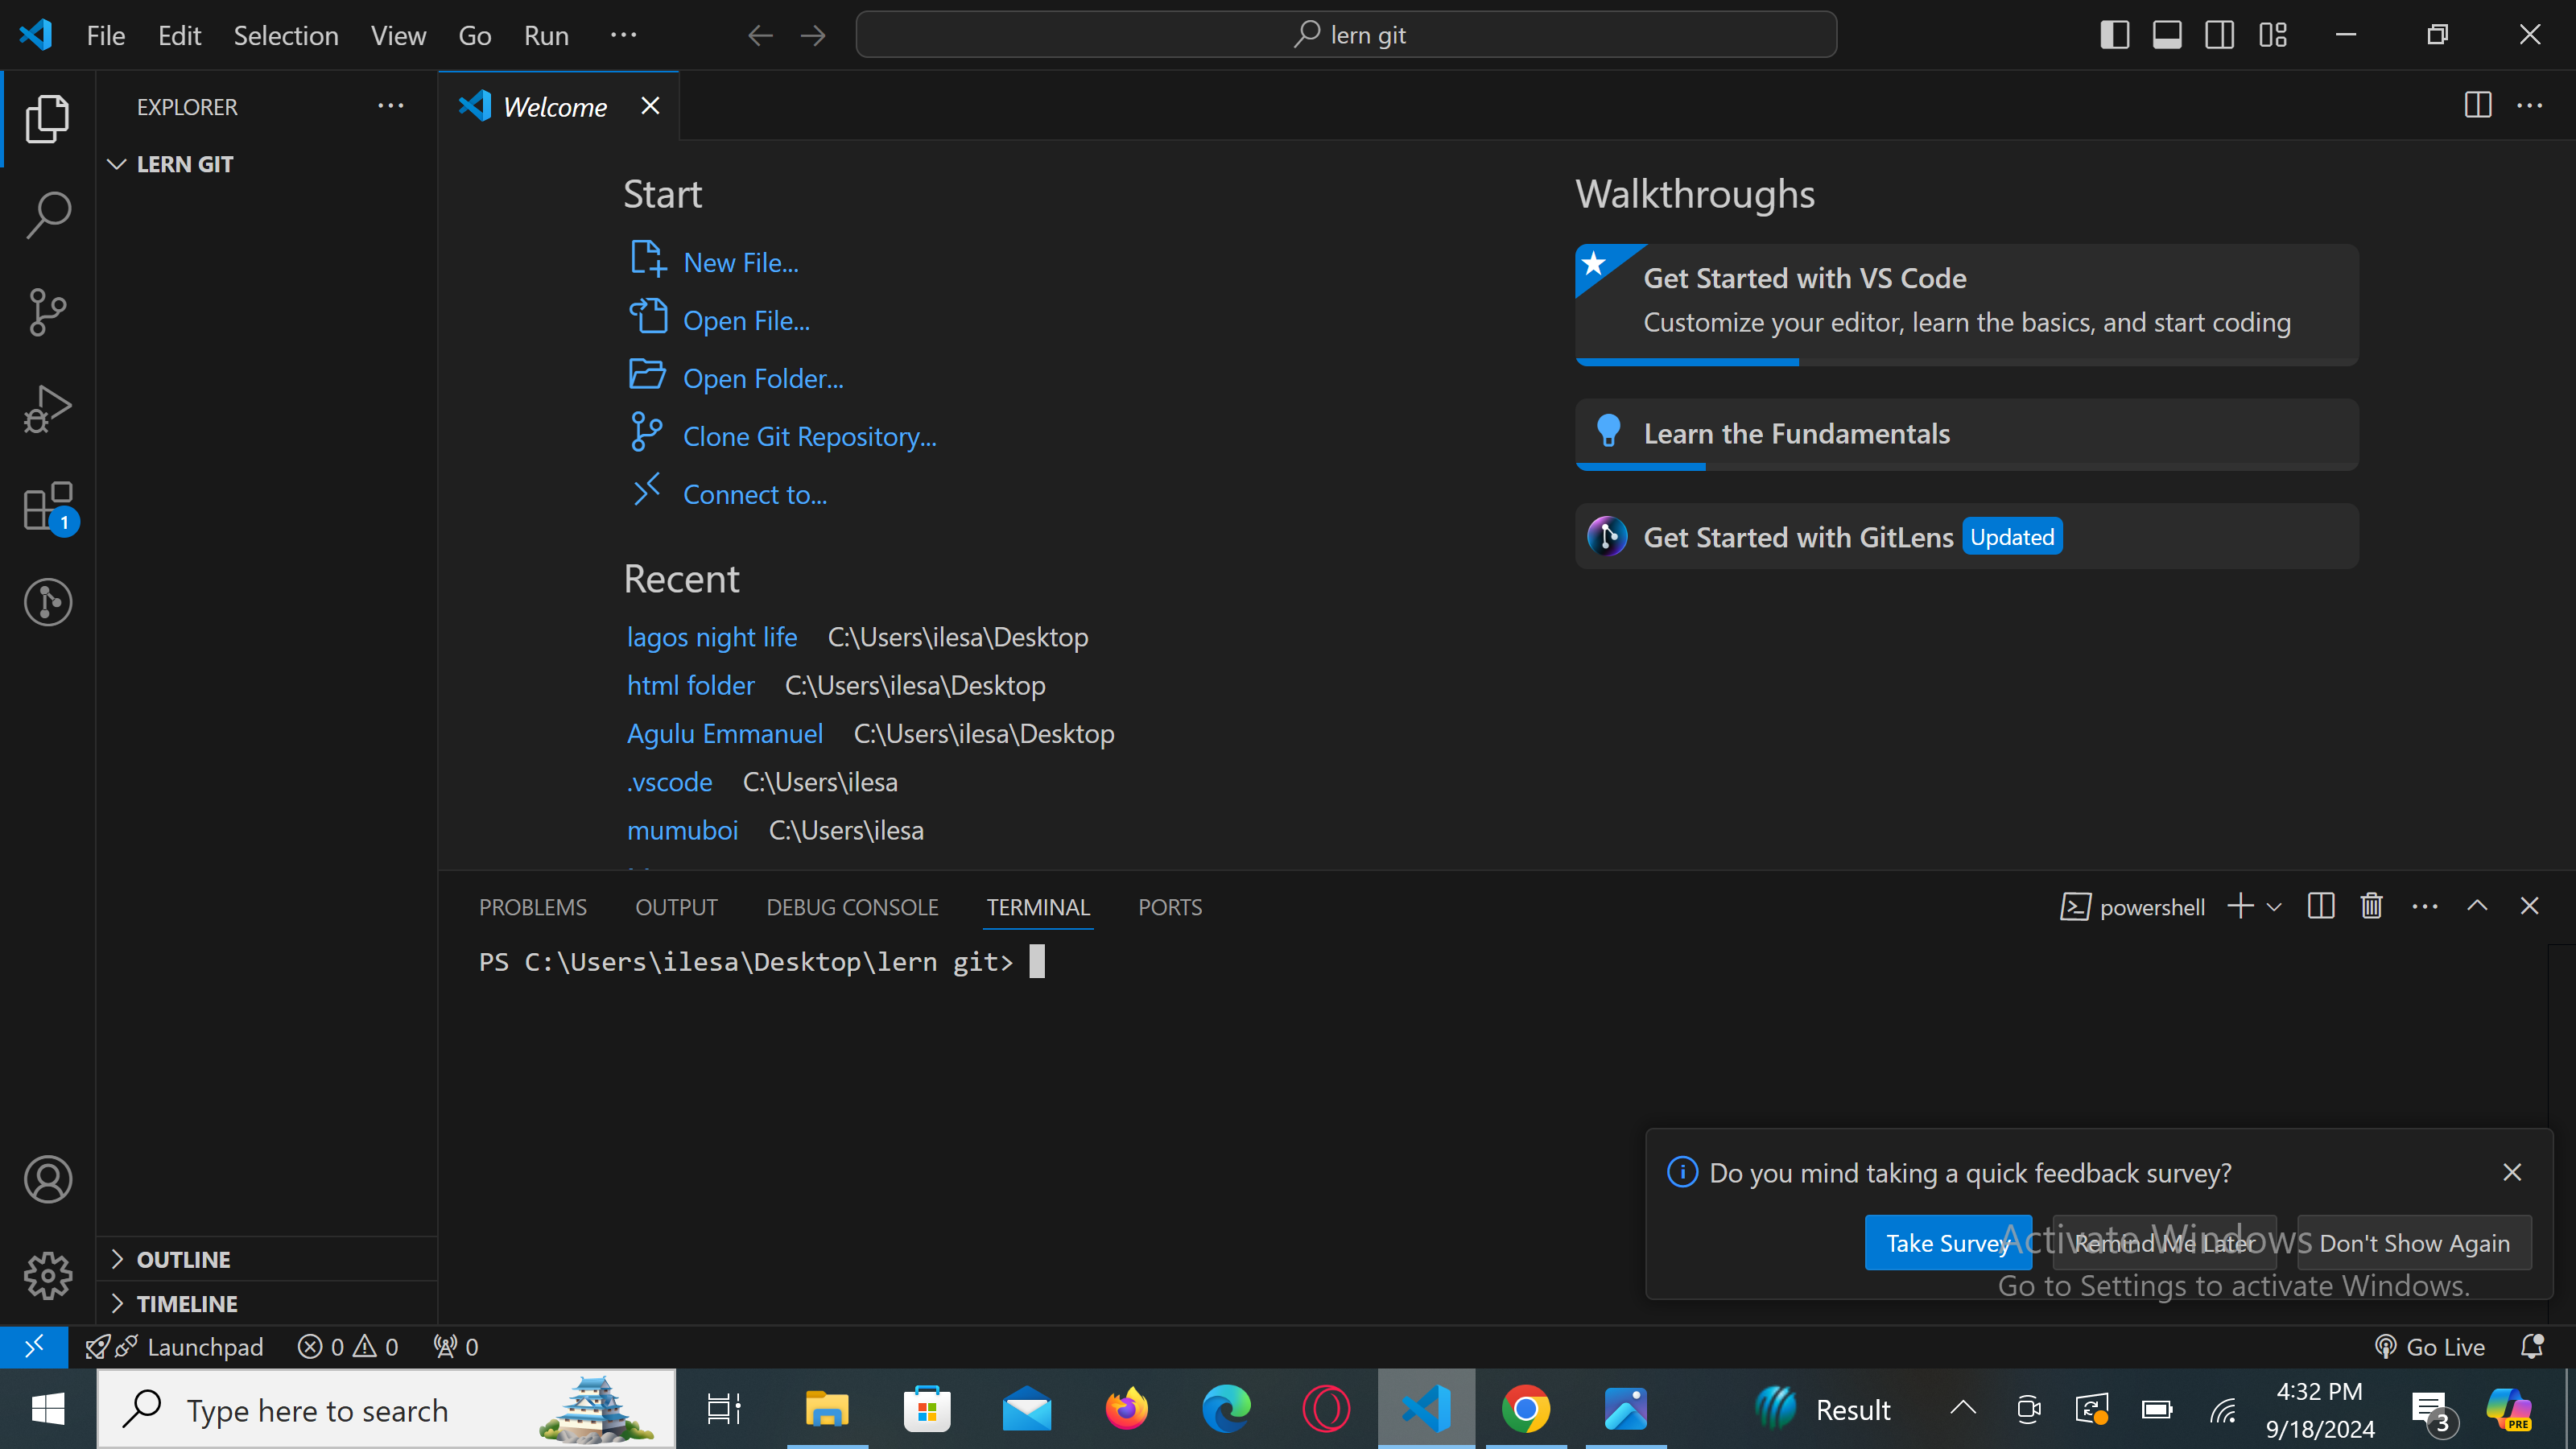 File Edit Selection View Go Run ···
lern git
EXPLORER ···
LERN GIT
Welcome
Start
New File...
Open File...
Open Folder...
Clone Git Repository...
Connect to...
Recent
lagos night life C:\Users\ilesa\Desktop
html folder C:\Users\ilesa\Desktop
Agulu Emmanuel C:\Users\ilesa\Desktop
.vscode C:\Users\ilesa
mumuboi C:\Users\ilesa
Walkthroughs
Get Started with VS Code
Customize your editor, learn the basics, and start coding
Learn the Fundamentals
Get Started with GitLens Updated
1
PROBLEMS OUTPUT DEBUG CONSOLE TERMINAL PORTS
powershell
PS C:\Users\ilesa\Desktop\lern git>
Do you mind taking a quick feedback survey?
Take Survey Remind Me Later Don't Show Again
Activate Windows
Go to Settings to activate Windows.
OUTLINE
TIMELINE
Launchpad 0 0 0
Go Live
Type here to search
Result
4:32 PM
9/18/2024
3
PRE